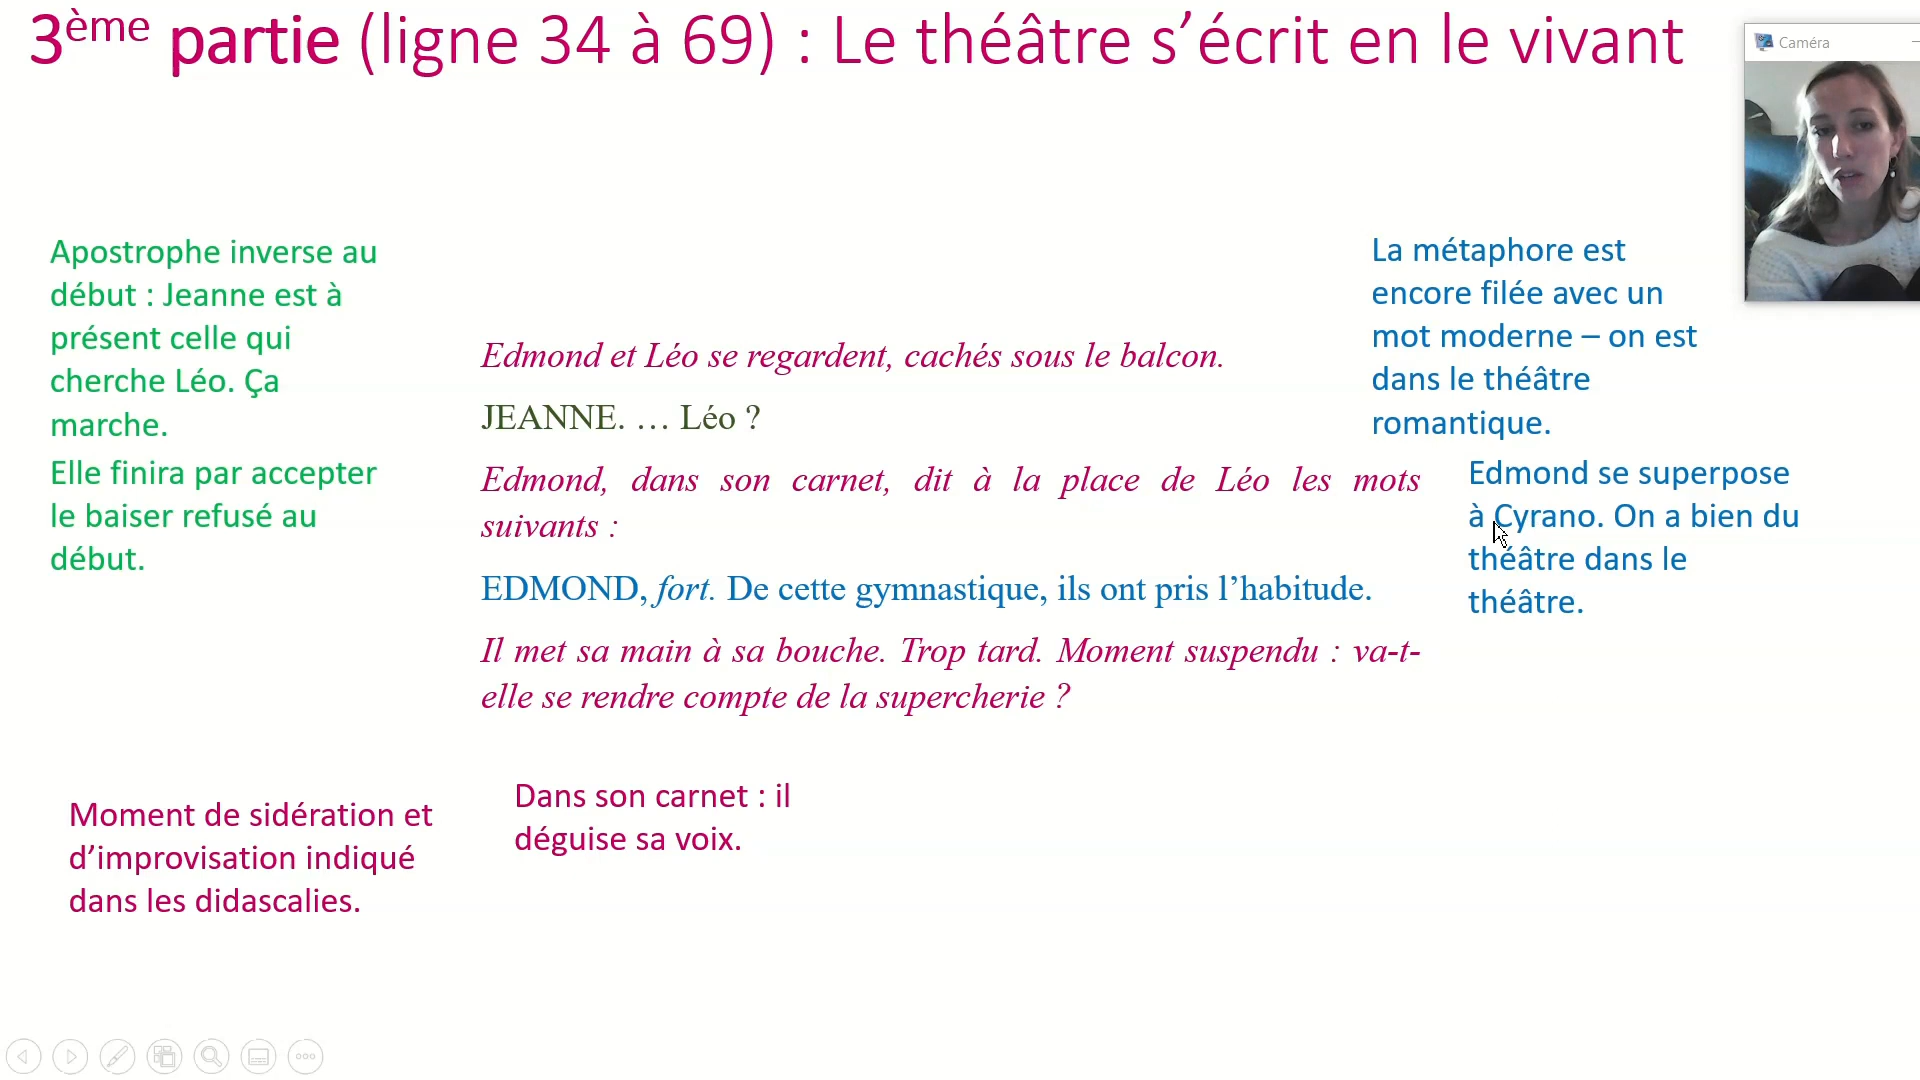 3ème partie (ligne 34 à 69) : Le théâtre s’écrit en le vivant
Caméra
Apostrophe inverse au
début : Jeanne est à
présent celle qui
cherche Léo. Ça
marche.
Elle finira par accepter
le baiser refusé au
début.
Edmond et Léo se regardent, cachés sous le balcon.
JEANNE. … Léo ?
Edmond, dans son carnet, dit à la place de Léo les mots
suivants :
EDMOND, fort. De cette gymnastique, ils ont pris l’habitude.
Il met sa main à sa bouche. Trop tard. Moment suspendu : va-t-
elle se rendre compte de la supercherie ?
La métaphore est
encore filée avec un
mot moderne – on est
dans le théâtre
romantique.
Edmond se superpose
à Cyrano. On a bien du
théâtre dans le
théâtre.
Moment de sidération et
d’improvisation indiqué
dans les didascalies.
Dans son carnet : il
déguise sa voix.